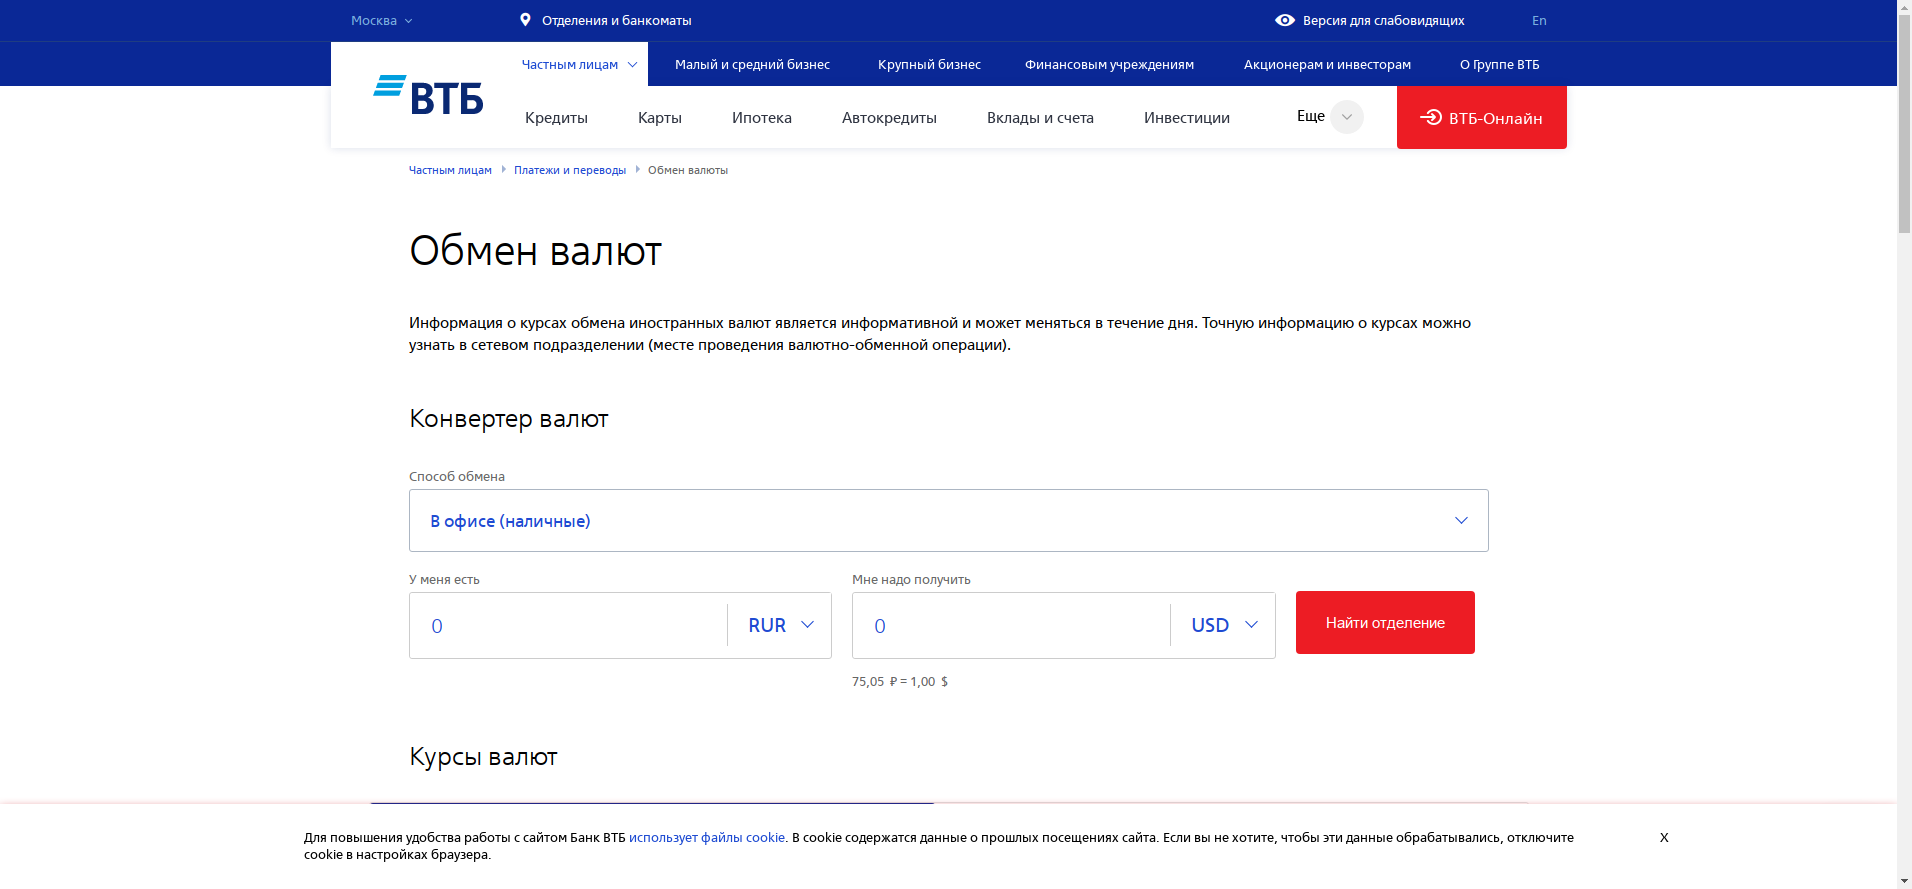 Москва
Отделения и банкоматы
Версия для слабовидящих
En
Частным лицам
Малый и средний бизнес
Крупный бизнес
Финансовым учреждениям
Акционерам и инвесторам
О Группе ВТБ
ВТБ
Кредиты
Карты
Ипотека
Автокредиты
Вклады и счета
Инвестиции
Еще
ВТБ-Онлайн
Частным лицам
Платежи и переводы
Обмен валюты
Обмен валют
Информация о курсах обмена иностранных валют является информативной и может меняться в течение дня. Точную информацию о курсах можно
узнать в сетевом подразделении (месте проведения валютно-обменной операции).
Конвертер валют
Способ обмена
В офисе (наличные)
У меня есть
Мне надо получить
0
RUR
0
USD
Найти отделение
75,05 ₽ = 1,00 $
Курсы валют
Для повышения удобства работы с сайтом Банк ВТБ использует файлы cookie. В cookie содержатся данные о прошлых посещениях сайта. Если вы не хотите, чтобы эти данные обрабатывались, отключите
cookie в настройках браузера.
X